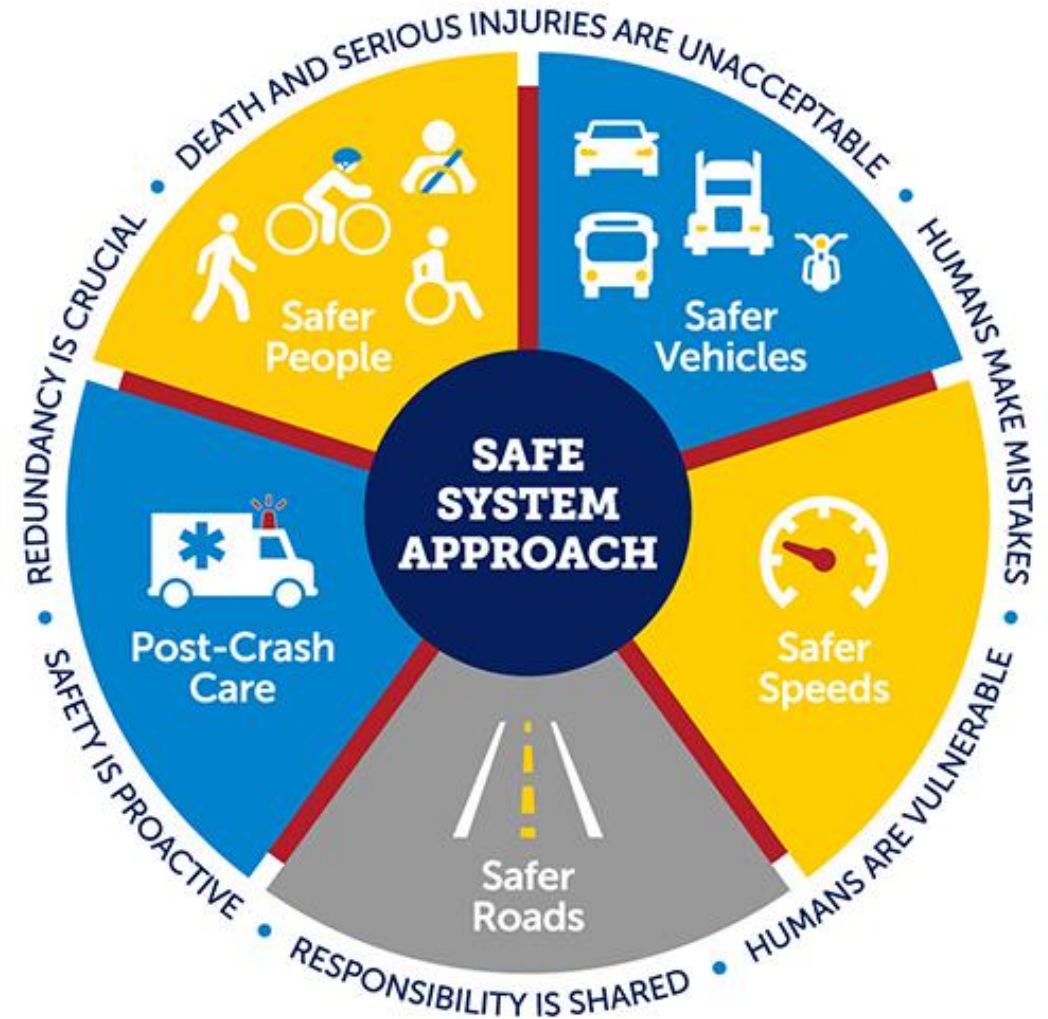 DEATH AND SERIOUS INJURIES ARE UNACCEPTABLE
HUMANS MAKE MISTAKES
HUMANS ARE VULNERABLE
RESPONSIBILITY IS SHARED
SAFETY IS PROACTIVE
REDUNDANCY IS CRUCIAL
Safer
People
Safer
Vehicles
SAFE
SYSTEM
APPROACH
Post-Crash
Care
Safer
Speeds
Safer
Roads